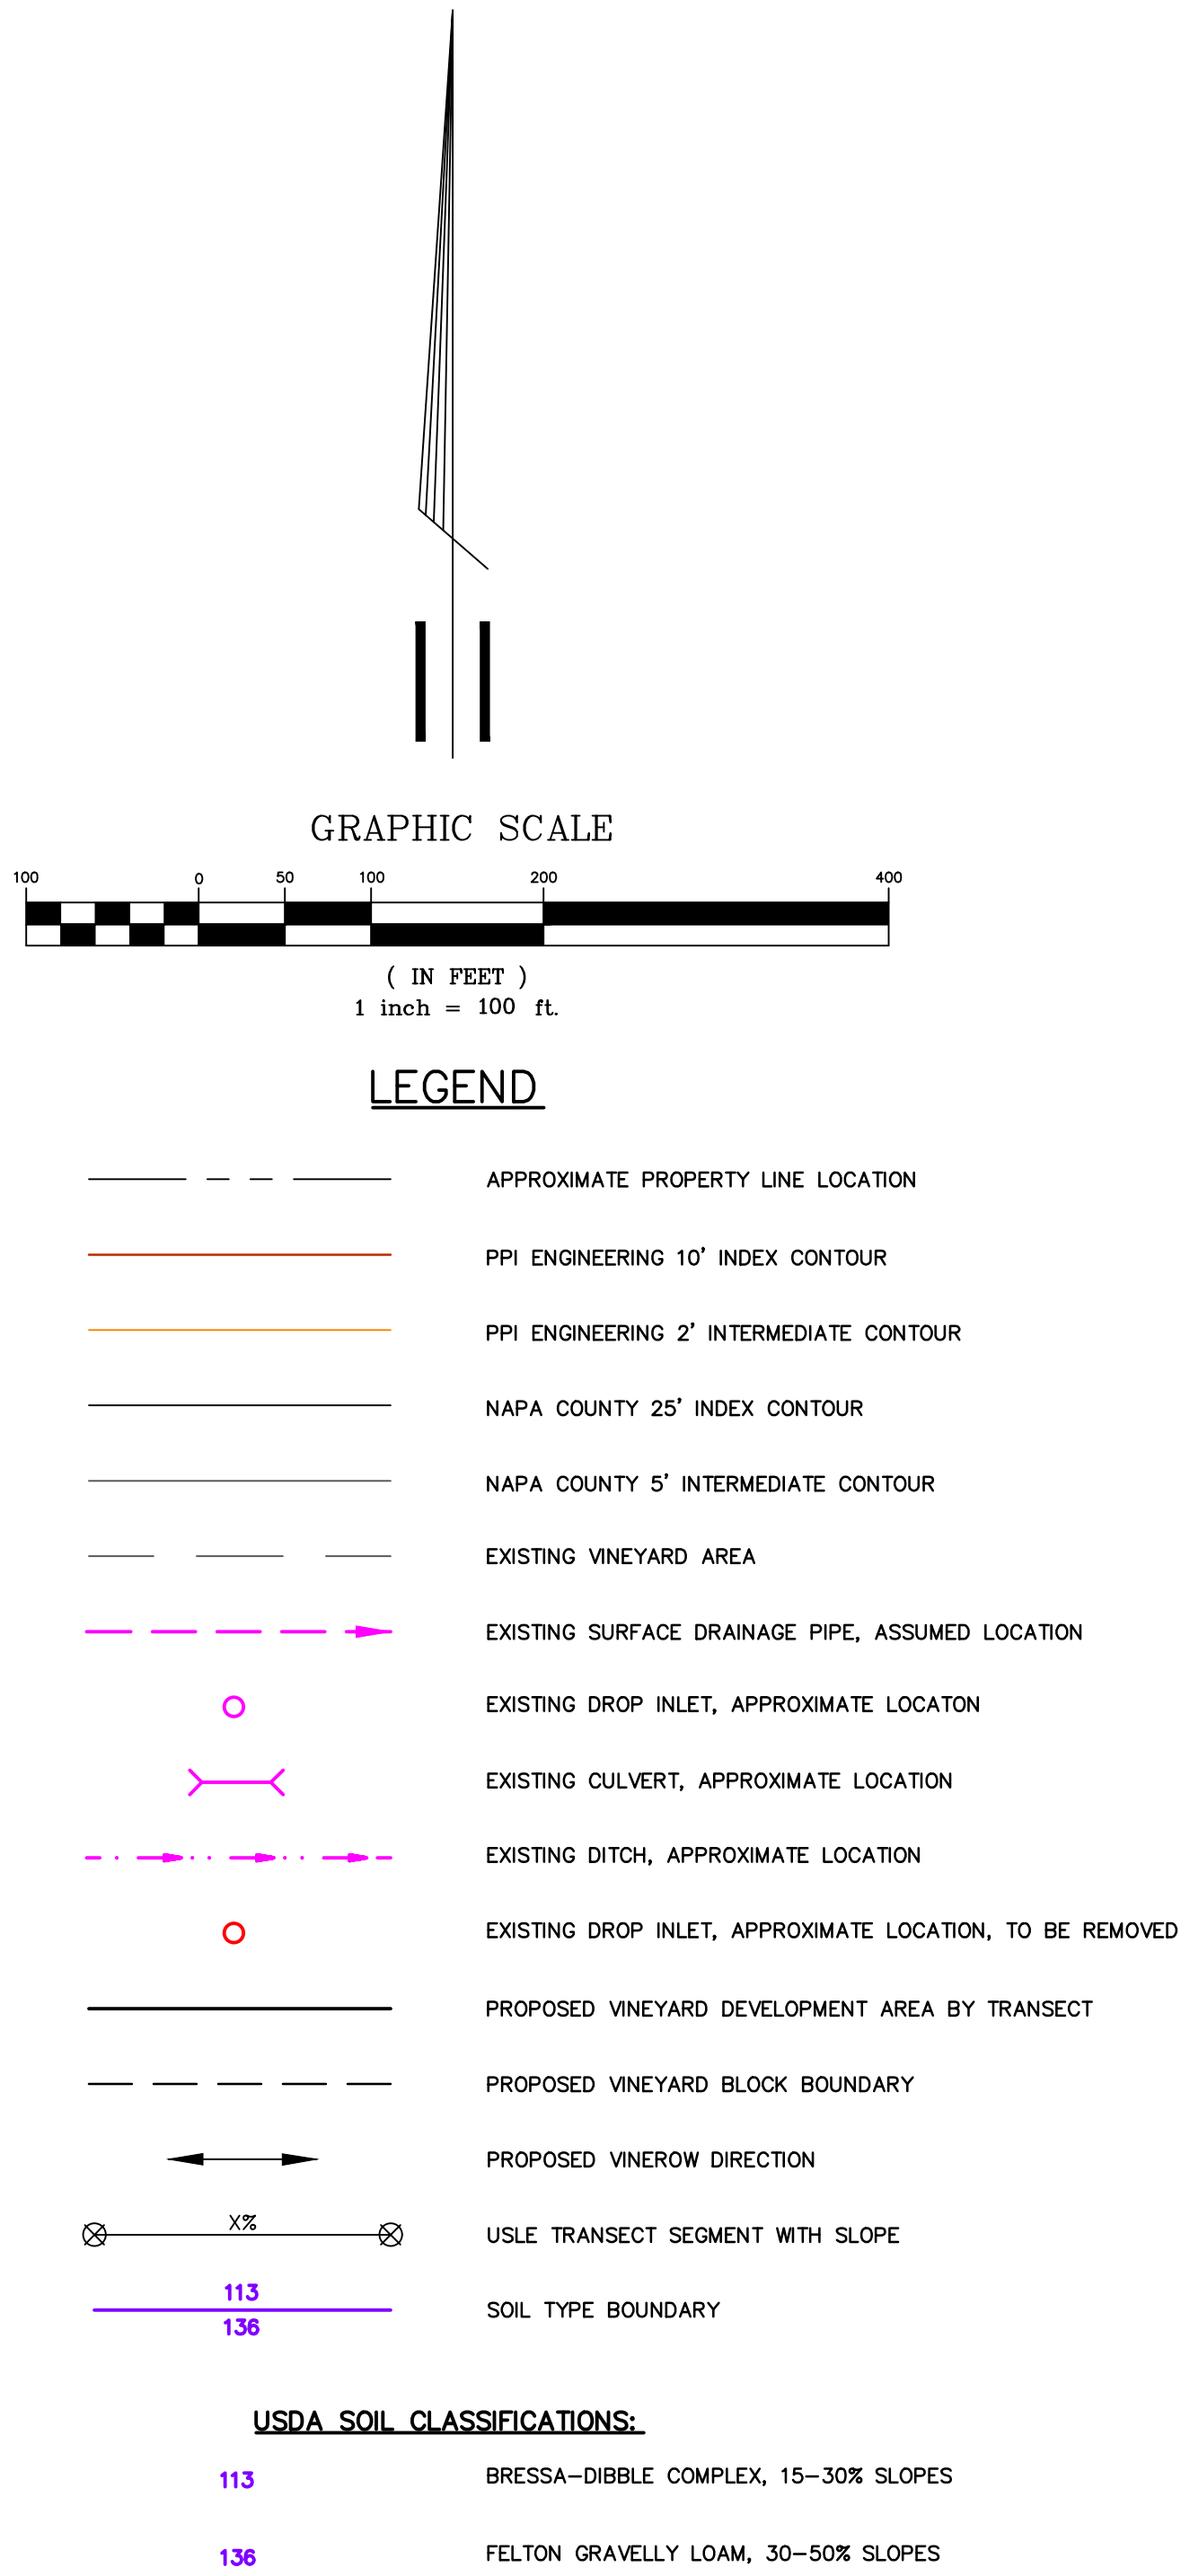 GRAPHIC SCALE
100 0 50 100 200 400
( IN FEET )
1 inch = 100 ft.
LEGEND
APPROXIMATE PROPERTY LINE LOCATION
PPI ENGINEERING 10' INDEX CONTOUR
PPI ENGINEERING 2' INTERMEDIATE CONTOUR
NAPA COUNTY 25' INDEX CONTOUR
NAPA COUNTY 5' INTERMEDIATE CONTOUR
EXISTING VINEYARD AREA
EXISTING SURFACE DRAINAGE PIPE, ASSUMED LOCATION
EXISTING DROP INLET, APPROXIMATE LOCATON
EXISTING CULVERT, APPROXIMATE LOCATION
EXISTING DITCH, APPROXIMATE LOCATION
EXISTING DROP INLET, APPROXIMATE LOCATION, TO BE REMOVED
PROPOSED VINEYARD DEVELOPMENT AREA BY TRANSECT
PROPOSED VINEYARD BLOCK BOUNDARY
PROPOSED VINEROW DIRECTION
X% USLE TRANSECT SEGMENT WITH SLOPE
113
SOIL TYPE BOUNDARY
136
USDA SOIL CLASSIFICATIONS:
113 BRESSA-DIBBLE COMPLEX, 15-30% SLOPES
136 FELTON GRAVELLY LOAM, 30-50% SLOPES